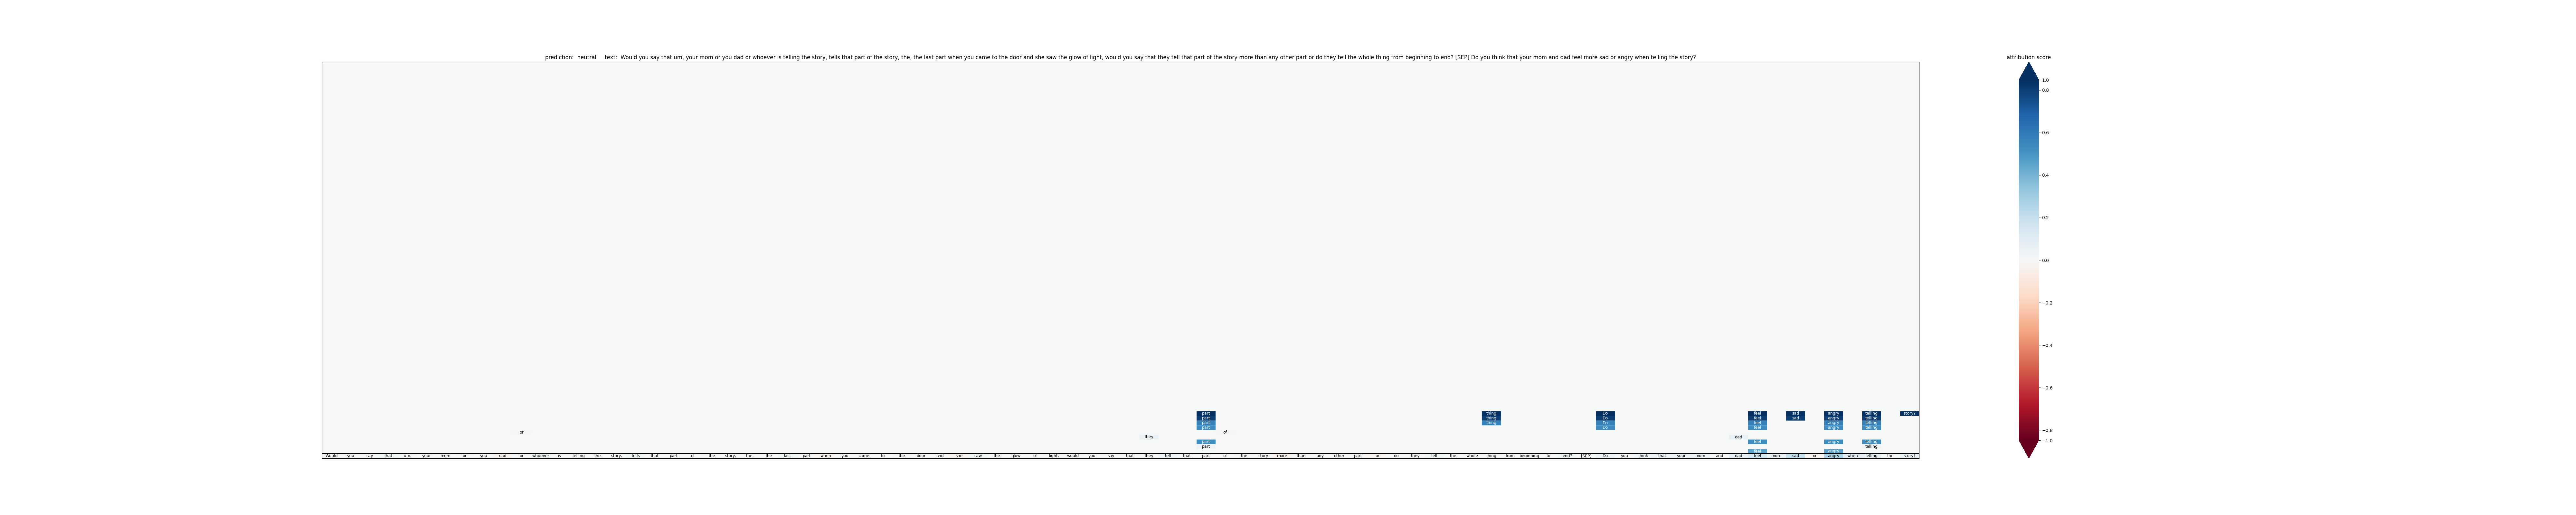 prediction: neutral text: Would you say that um, your mom or you dad or whoever is telling the story, tells that part of the story, the, the last part when you came to the door and she saw the glow of light, would you say that they tell that part of the story more than any other part or do they tell the whole thing from beginning to end? [SEP] Do you think that your mom and dad feel more sad or angry when telling the story?
attribution score
1.0
0.8
0.6
0.4
0.2
0.0
−0.2
−0.4
−0.6
−0.8
−1.0
part thing Do feel sad angry telling story?
part thing Do feel sad angry telling
part thing Do feel angry telling
part Do feel angry telling
or of
they dad
part feel angry telling
part telling
feel angry
Would you say that um, your mom or you dad or whoever is telling the story, tells that part of the story, the, the last part when you came to the door and she saw the glow of light, would you say that they tell that part of the story more than any other part or do they tell the whole thing from beginning to end? [SEP] Do you think that your mom and dad feel more sad or angry when telling the story?